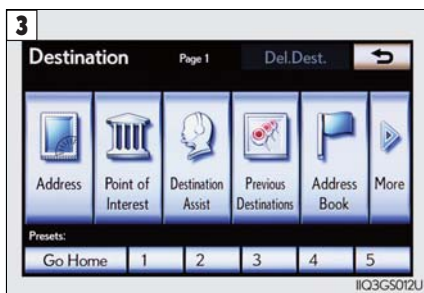 3
Destination Page 1 Del.Dest.
Address
Point of
Interest
Destination
Assist
Previous
Destinations
Address
Book
More
Presets:
Go Home 1 2 3 4 5
IIQ3GS012U